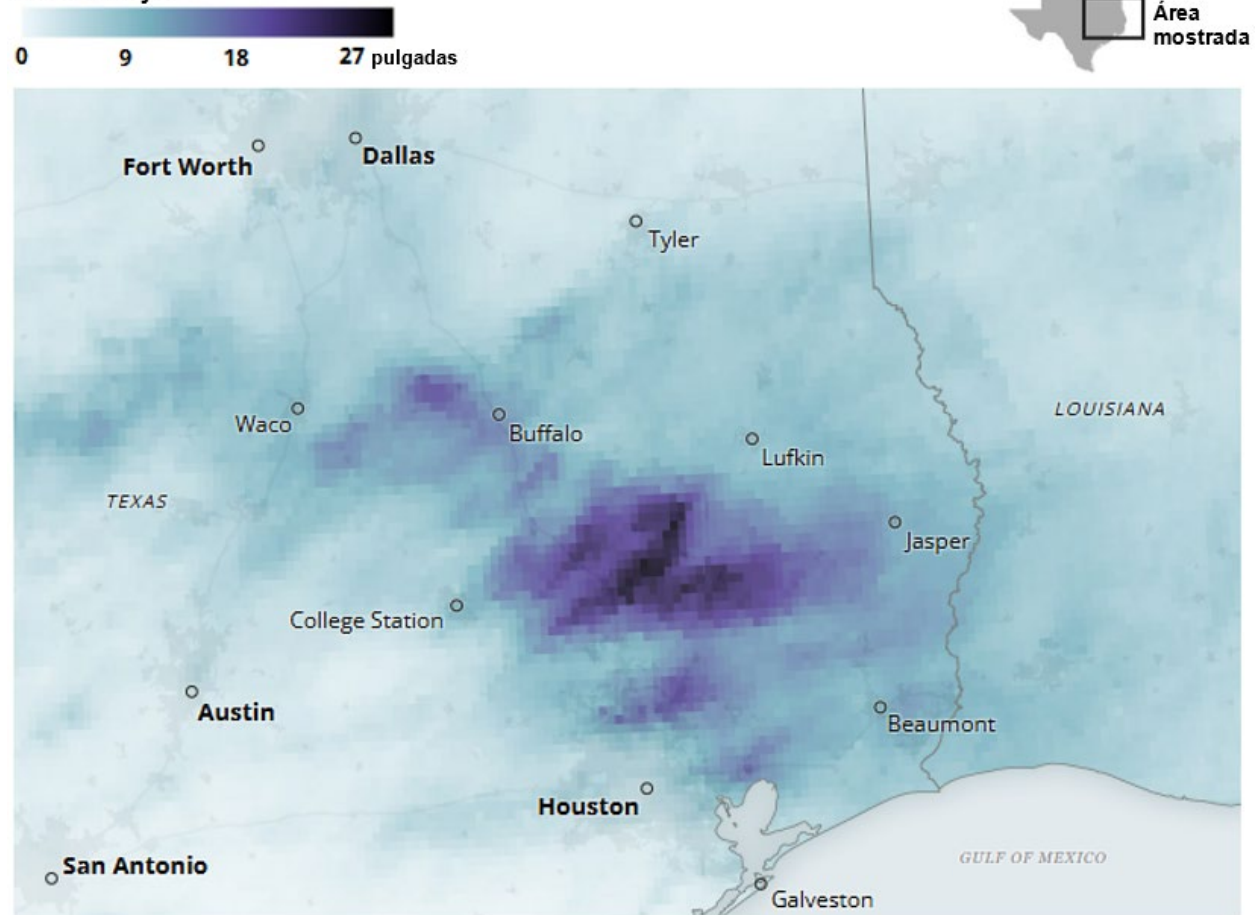 0 9 18 27 pulgadas
Área
mostrada
Fort Worth
Dallas
Tyler
Waco
Buffalo
LOUISIANA
Lufkin
TEXAS
Jasper
College Station
Austin
Beaumont
Houston
GULF OF MEXICO
San Antonio
Galveston